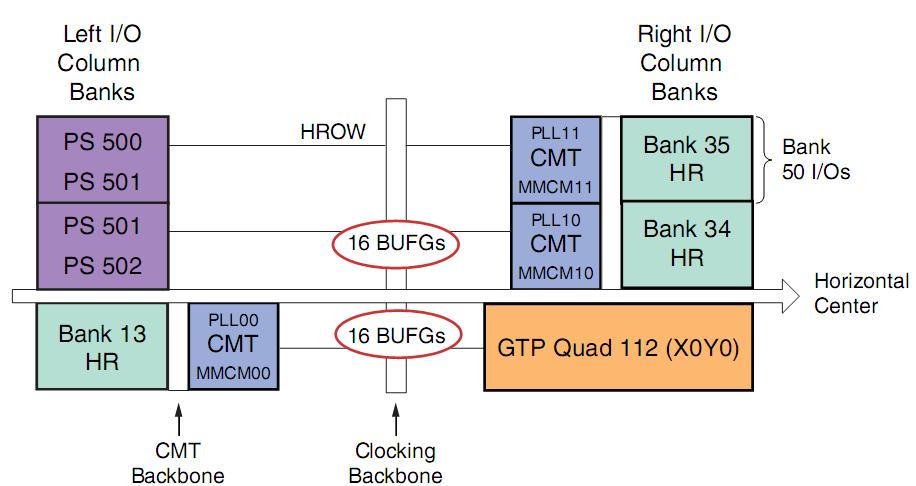 Left I/O
Column
Banks
Right I/O
Column
Banks
PS 500
PS 501
HROW
PLL11
CMT
MMCM11
Bank 35
HR
Bank
50 I/Os
PS 501
PS 502
16 BUFGs
PLL10
CMT
MMCM10
Bank 34
HR
Horizontal
Center
Bank 13
HR
PLL00
CMT
MMCM00
16 BUFGs
GTP Quad 112 (X0Y0)
CMT
Backbone
Clocking
Backbone